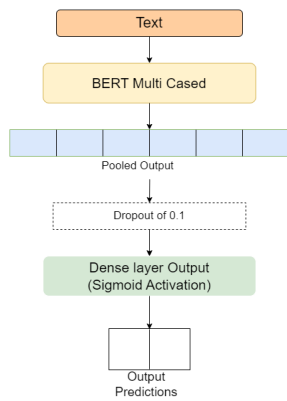 Text
BERT Multi Cased
Pooled Output
Dropout of 0.1
Dense layer Output
(Sigmoid Activation)
Output
Predictions